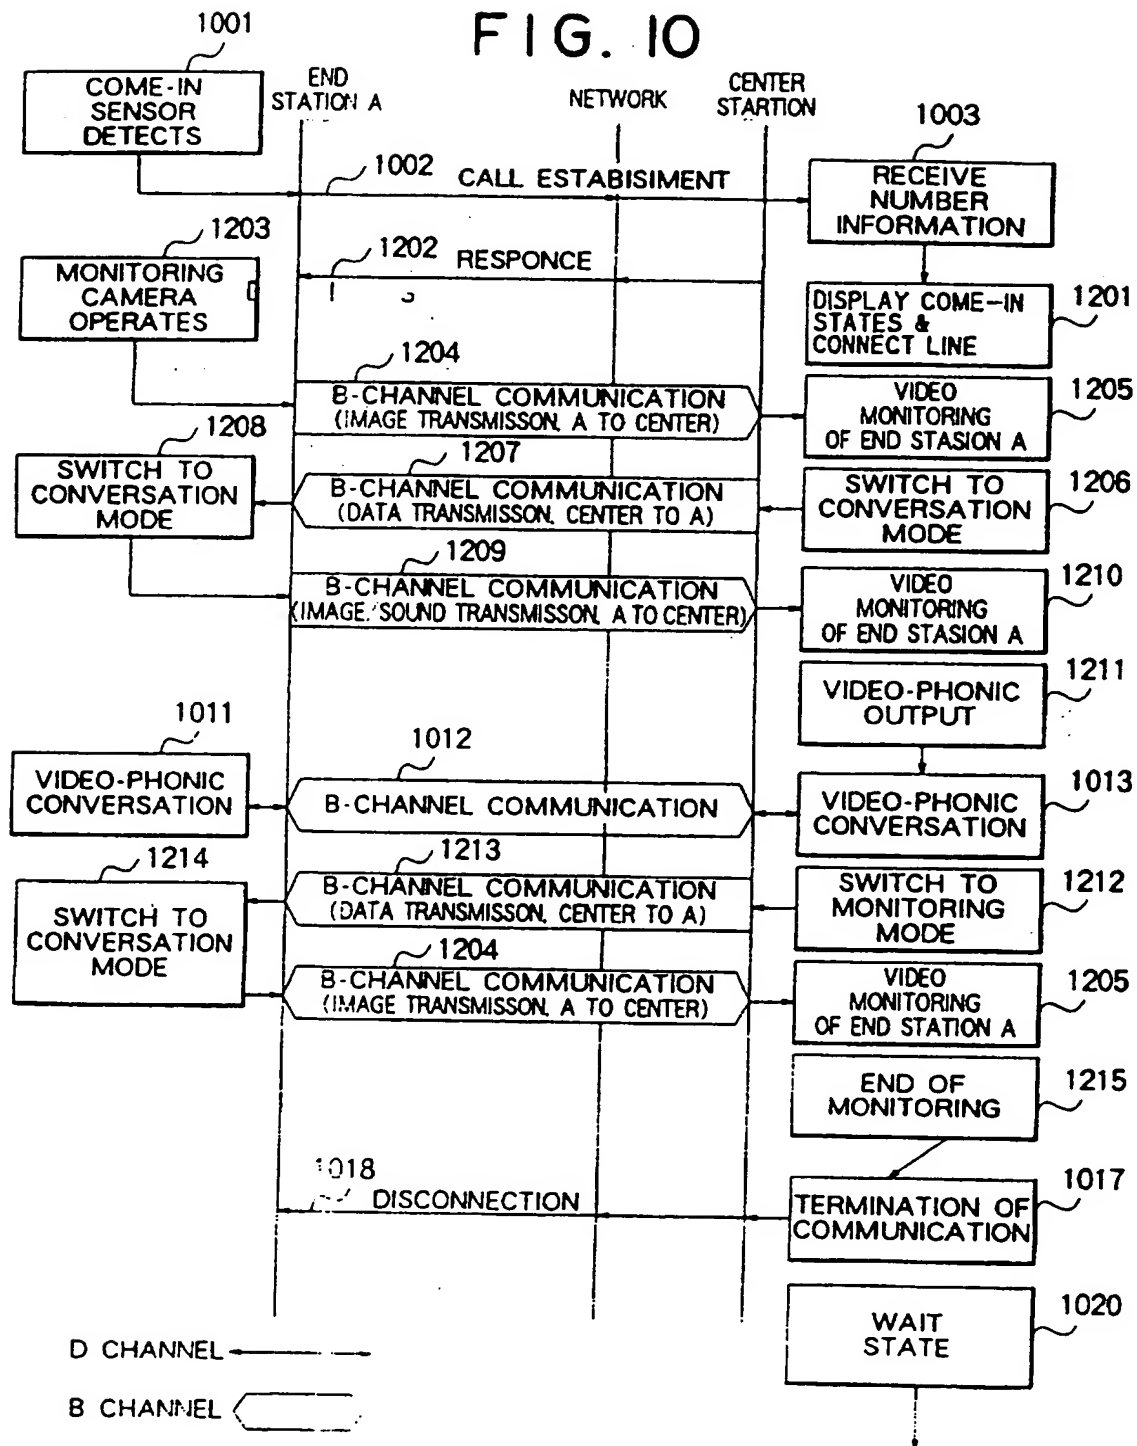 FIG. 10
1001
COME-IN
SENSOR
DETECTS
END
STATION A
NETWORK
CENTER
STARTION
1002
CALL ESTABISIMENT
1003
RECEIVE
NUMBER
INFORMATION
1203
MONITORING
CAMERA
OPERATES
1202
RESPONCE
DISPLAY COME-IN
STATES &
CONNECT LINE
1201
1204
B-CHANNEL COMMUNICATION
(IMAGE TRANSMISSON, A TO CENTER)
VIDEO
MONITORING
OF END STASION A
1205
1208
SWITCH TO
CONVERSATION
MODE
1207
B-CHANNEL COMMUNICATION
(DATA TRANSMISSON, CENTER TO A)
SWITCH TO
CONVERSATION
MODE
1206
1209
B-CHANNEL COMMUNICATION
(IMAGE/SOUND TRANSMISSON, A TO CENTER)
VIDEO
MONITORING
OF END STASION A
1210
VIDEO-PHONIC
OUTPUT
1211
1011
VIDEO-PHONIC
CONVERSATION
1012
B-CHANNEL COMMUNICATION
VIDEO-PHONIC
CONVERSATION
1013
1214
SWITCH TO
CONVERSATION
MODE
1213
B-CHANNEL COMMUNICATION
(DATA TRANSMISSON, CENTER TO A)
SWITCH TO
MONITORING
MODE
1212
1204
B-CHANNEL COMMUNICATION
(IMAGE TRANSMISSON, A TO CENTER)
VIDEO
MONITORING
OF END STATION A
1205
END OF
MONITORING
1215
1018
DISCONNECTION
TERMINATION OF
COMMUNICATION
1017
WAIT
STATE
1020
D CHANNEL
B CHANNEL